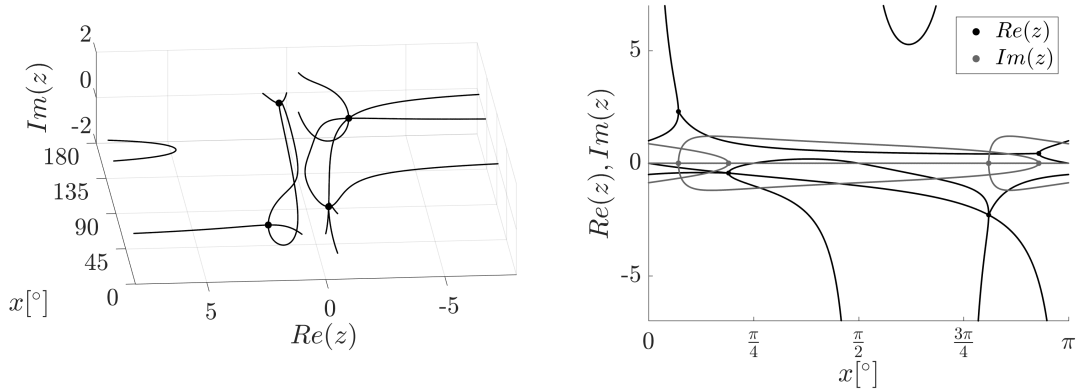 2
0
-2
Im(z)
180
135
90
45
0
x[°]
5
0
-5
Re(z)
5
0
-5
Re(z), Im(z)
Re(z)
Im(z)
0
π/4
π/2
3π/4
π
x[°]